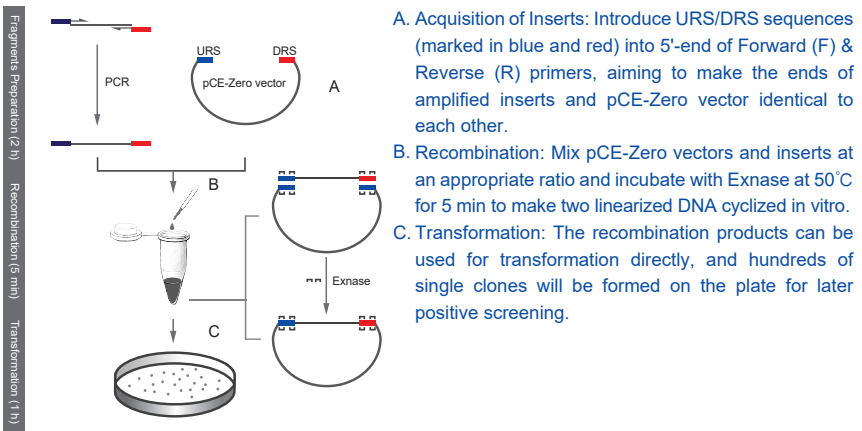 Fragments Preparation (2 h)
Recombination (5 min)
Transformation (1 h)
PCR
URS
DRS
pCE-Zero vector
A
B
Exnase
C
A. Acquisition of Inserts: Introduce URS/DRS sequences
(marked in blue and red) into 5'-end of Forward (F) &
Reverse (R) primers, aiming to make the ends of
amplified inserts and pCE-Zero vector identical to
each other.
B. Recombination: Mix pCE-Zero vectors and inserts at
an appropriate ratio and incubate with Exnase at 50℃
for 5 min to make two linearized DNA cyclized in vitro.
C. Transformation: The recombination products can be
used for transformation directly, and hundreds of
single clones will be formed on the plate for later
positive screening.